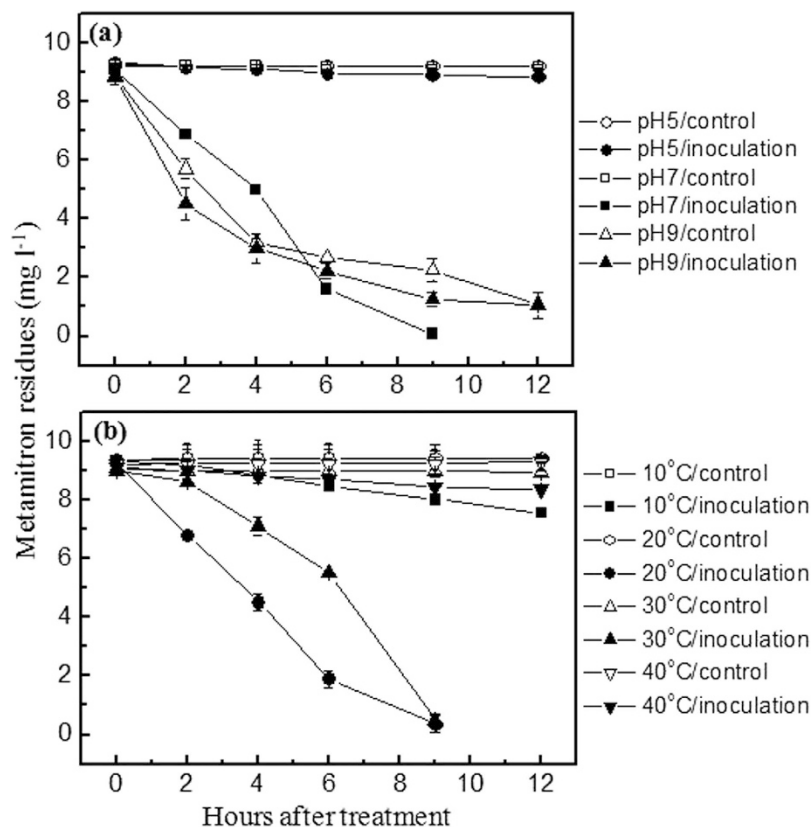 (a)
10
8
6
4
2
0
0 2 4 6 8 10 12
pH5/control
pH5/inoculation
pH7/control
pH7/inoculation
pH9/control
pH9/inoculation
Metamitron residues (mg l⁻¹)
(b)
10
8
6
4
2
0
0 2 4 6 8 10 12
10°C/control
10°C/inoculation
20°C/control
20°C/inoculation
30°C/control
30°C/inoculation
40°C/control
40°C/inoculation
Hours after treatment